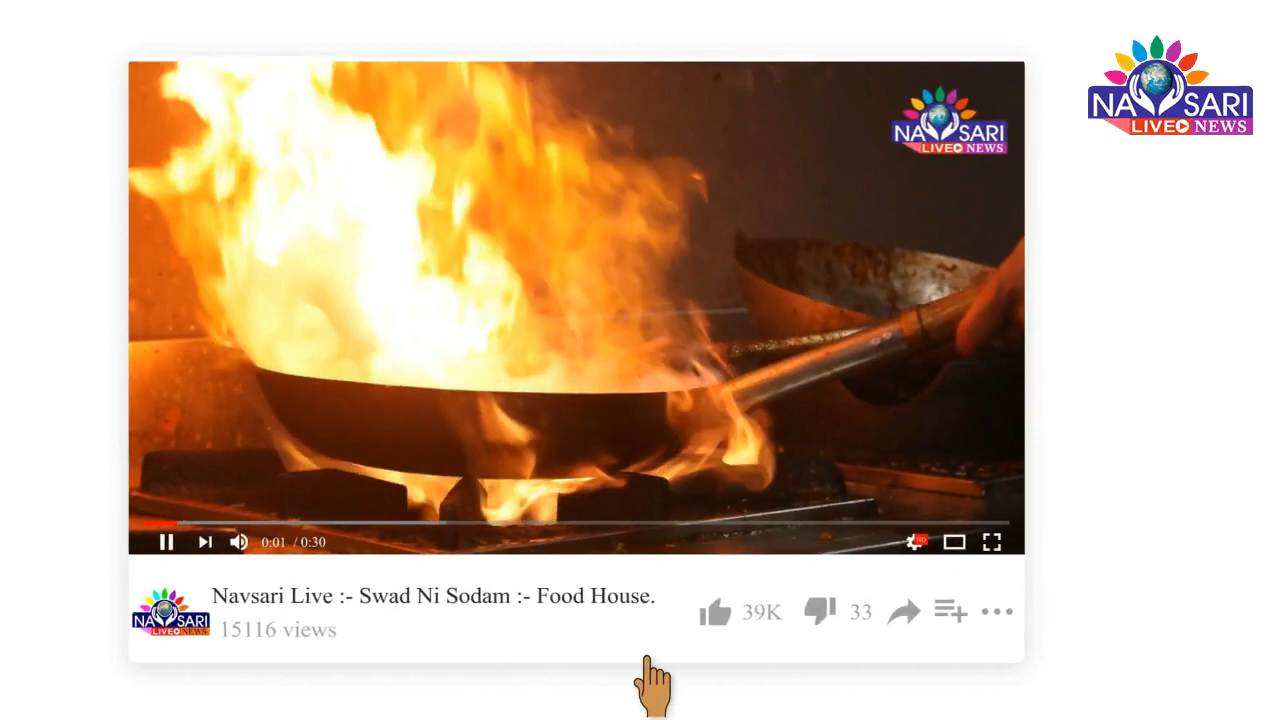 NAVSARI
LIVE NEWS
NAVSARI
LIVE NEWS
0:01 / 0:30
HD
Navsari Live :- Swad Ni Sodam :- Food House.
15116 views
39K
33
NAVSARI
LIVE NEWS